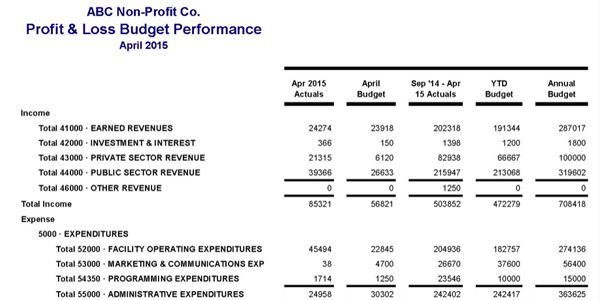 ABC Non-Profit Co.
Profit & Loss Budget Performance
April 2015
Apr 2015 April Sep '14 - Apr YTD Annual
Actuals Budget 15 Actuals Budget Budget
Income
Total 41000 · EARNED REVENUES 24274 23918 202318 191344 287017
Total 42000 · INVESTMENT & INTEREST 366 150 1398 1200 1800
Total 43000 · PRIVATE SECTOR REVENUE 21315 6120 82938 66667 100000
Total 44000 · PUBLIC SECTOR REVENUE 39366 26633 215947 213068 319602
Total 46000 · OTHER REVENUE 0 0 1250 0 0
Total Income 85321 56821 503852 472279 708418
Expense
5000 · EXPENDITURES
Total 52000 · FACILITY OPERATING EXPENDITURES 45494 22845 204936 182757 274136
Total 53000 · MARKETING & COMMUNICATIONS EXP 38 4700 26670 37600 56400
Total 54350 · PROGRAMMING EXPENDITURES 1714 1250 23546 10000 15000
Total 55000 · ADMINISTRATIVE EXPENDITURES 24958 30302 242402 242417 363625